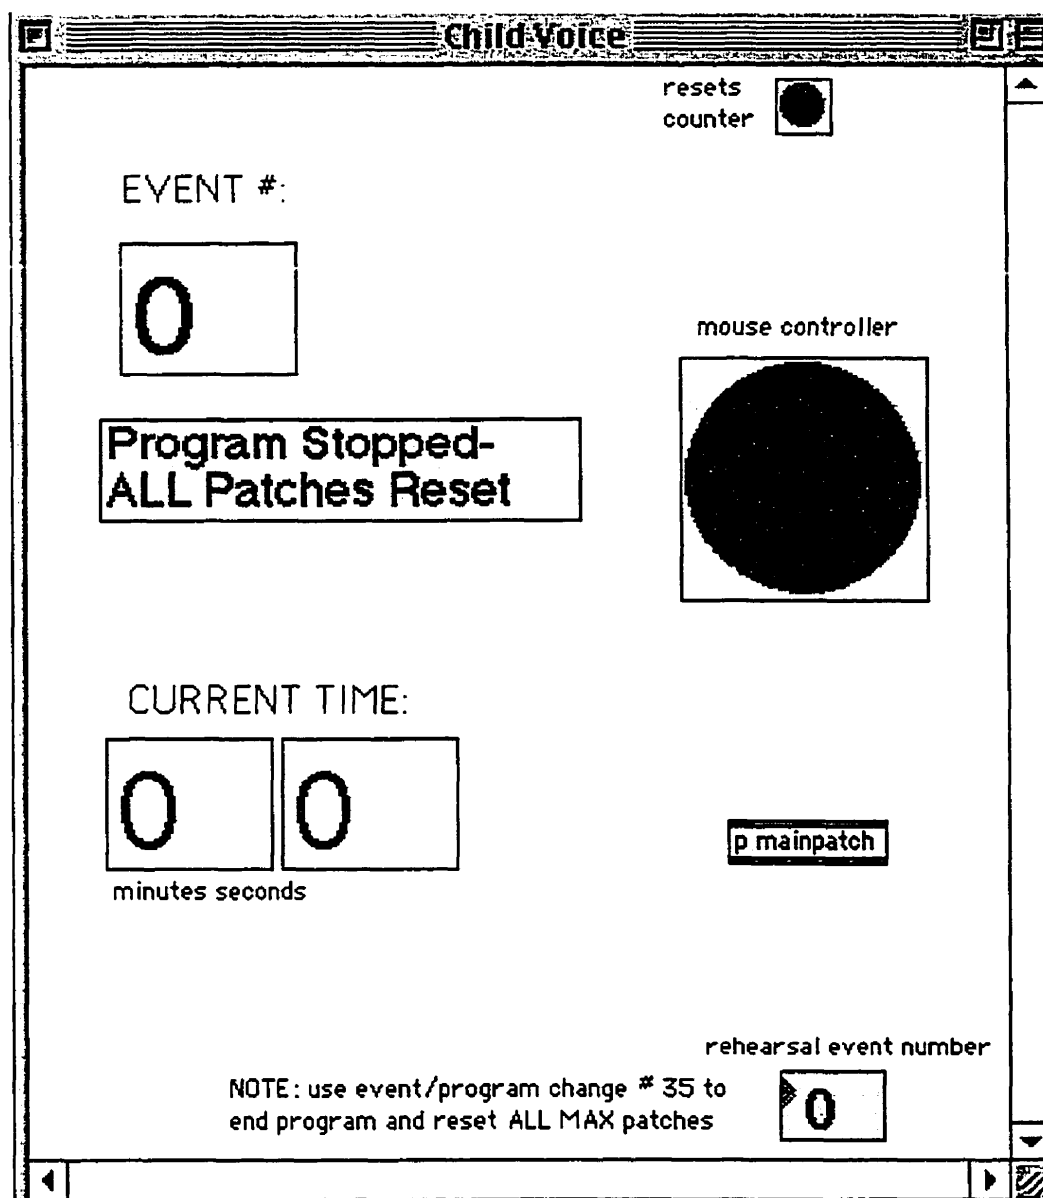 Child Voice
resets
counter
EVENT #:
0
mouse controller
Program Stopped-
ALL Patches Reset
CURRENT TIME:
0 0
minutes seconds
p mainpatch
rehearsal event number
NOTE: use event/program change # 35 to
end program and reset ALL MAX patches
0